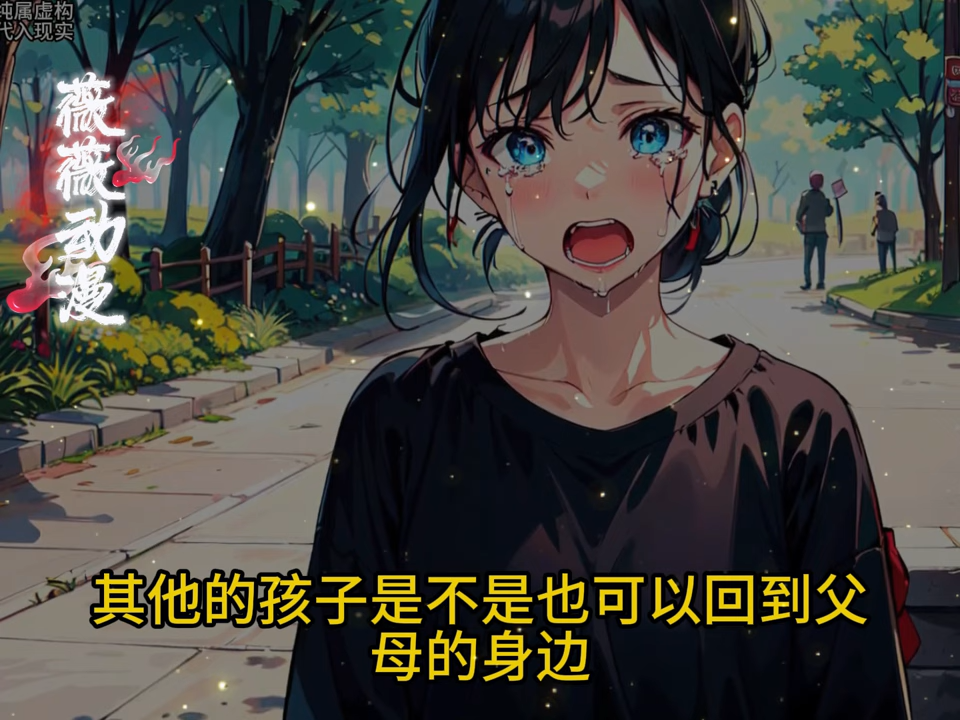 纯属虚构
代入现实
薇薇动漫
其他的孩子是不是也可以回到父
母的身边